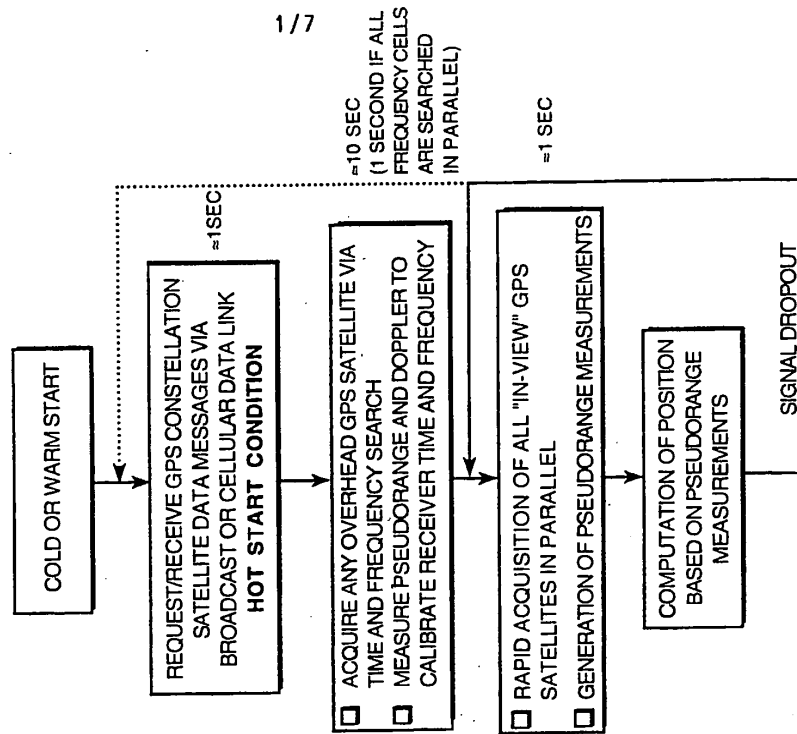 1 / 7
COLD OR WARM START
REQUEST/RECEIVE GPS CONSTELLATION
SATELLITE DATA MESSAGES VIA
BROADCAST OR CELLULAR DATA LINK
HOT START CONDITION
≈1SEC
ACQUIRE ANY OVERHEAD GPS SATELLITE VIA
TIME AND FREQUENCY SEARCH
MEASURE PSEUDORANGE AND DOPPLER TO
CALIBRATE RECEIVER TIME AND FREQUENCY
≈10 SEC
(1 SECOND IF ALL
FREQUENCY CELLS
ARE SEARCHED
IN PARALLEL)
RAPID ACQUISITION OF ALL "IN-VIEW" GPS
SATELLITES IN PARALLEL
GENERATION OF PSEUDORANGE MEASUREMENTS
≈1 SEC
COMPUTATION OF POSITION
BASED ON PSEUDORANGE
MEASUREMENTS
SIGNAL DROPOUT